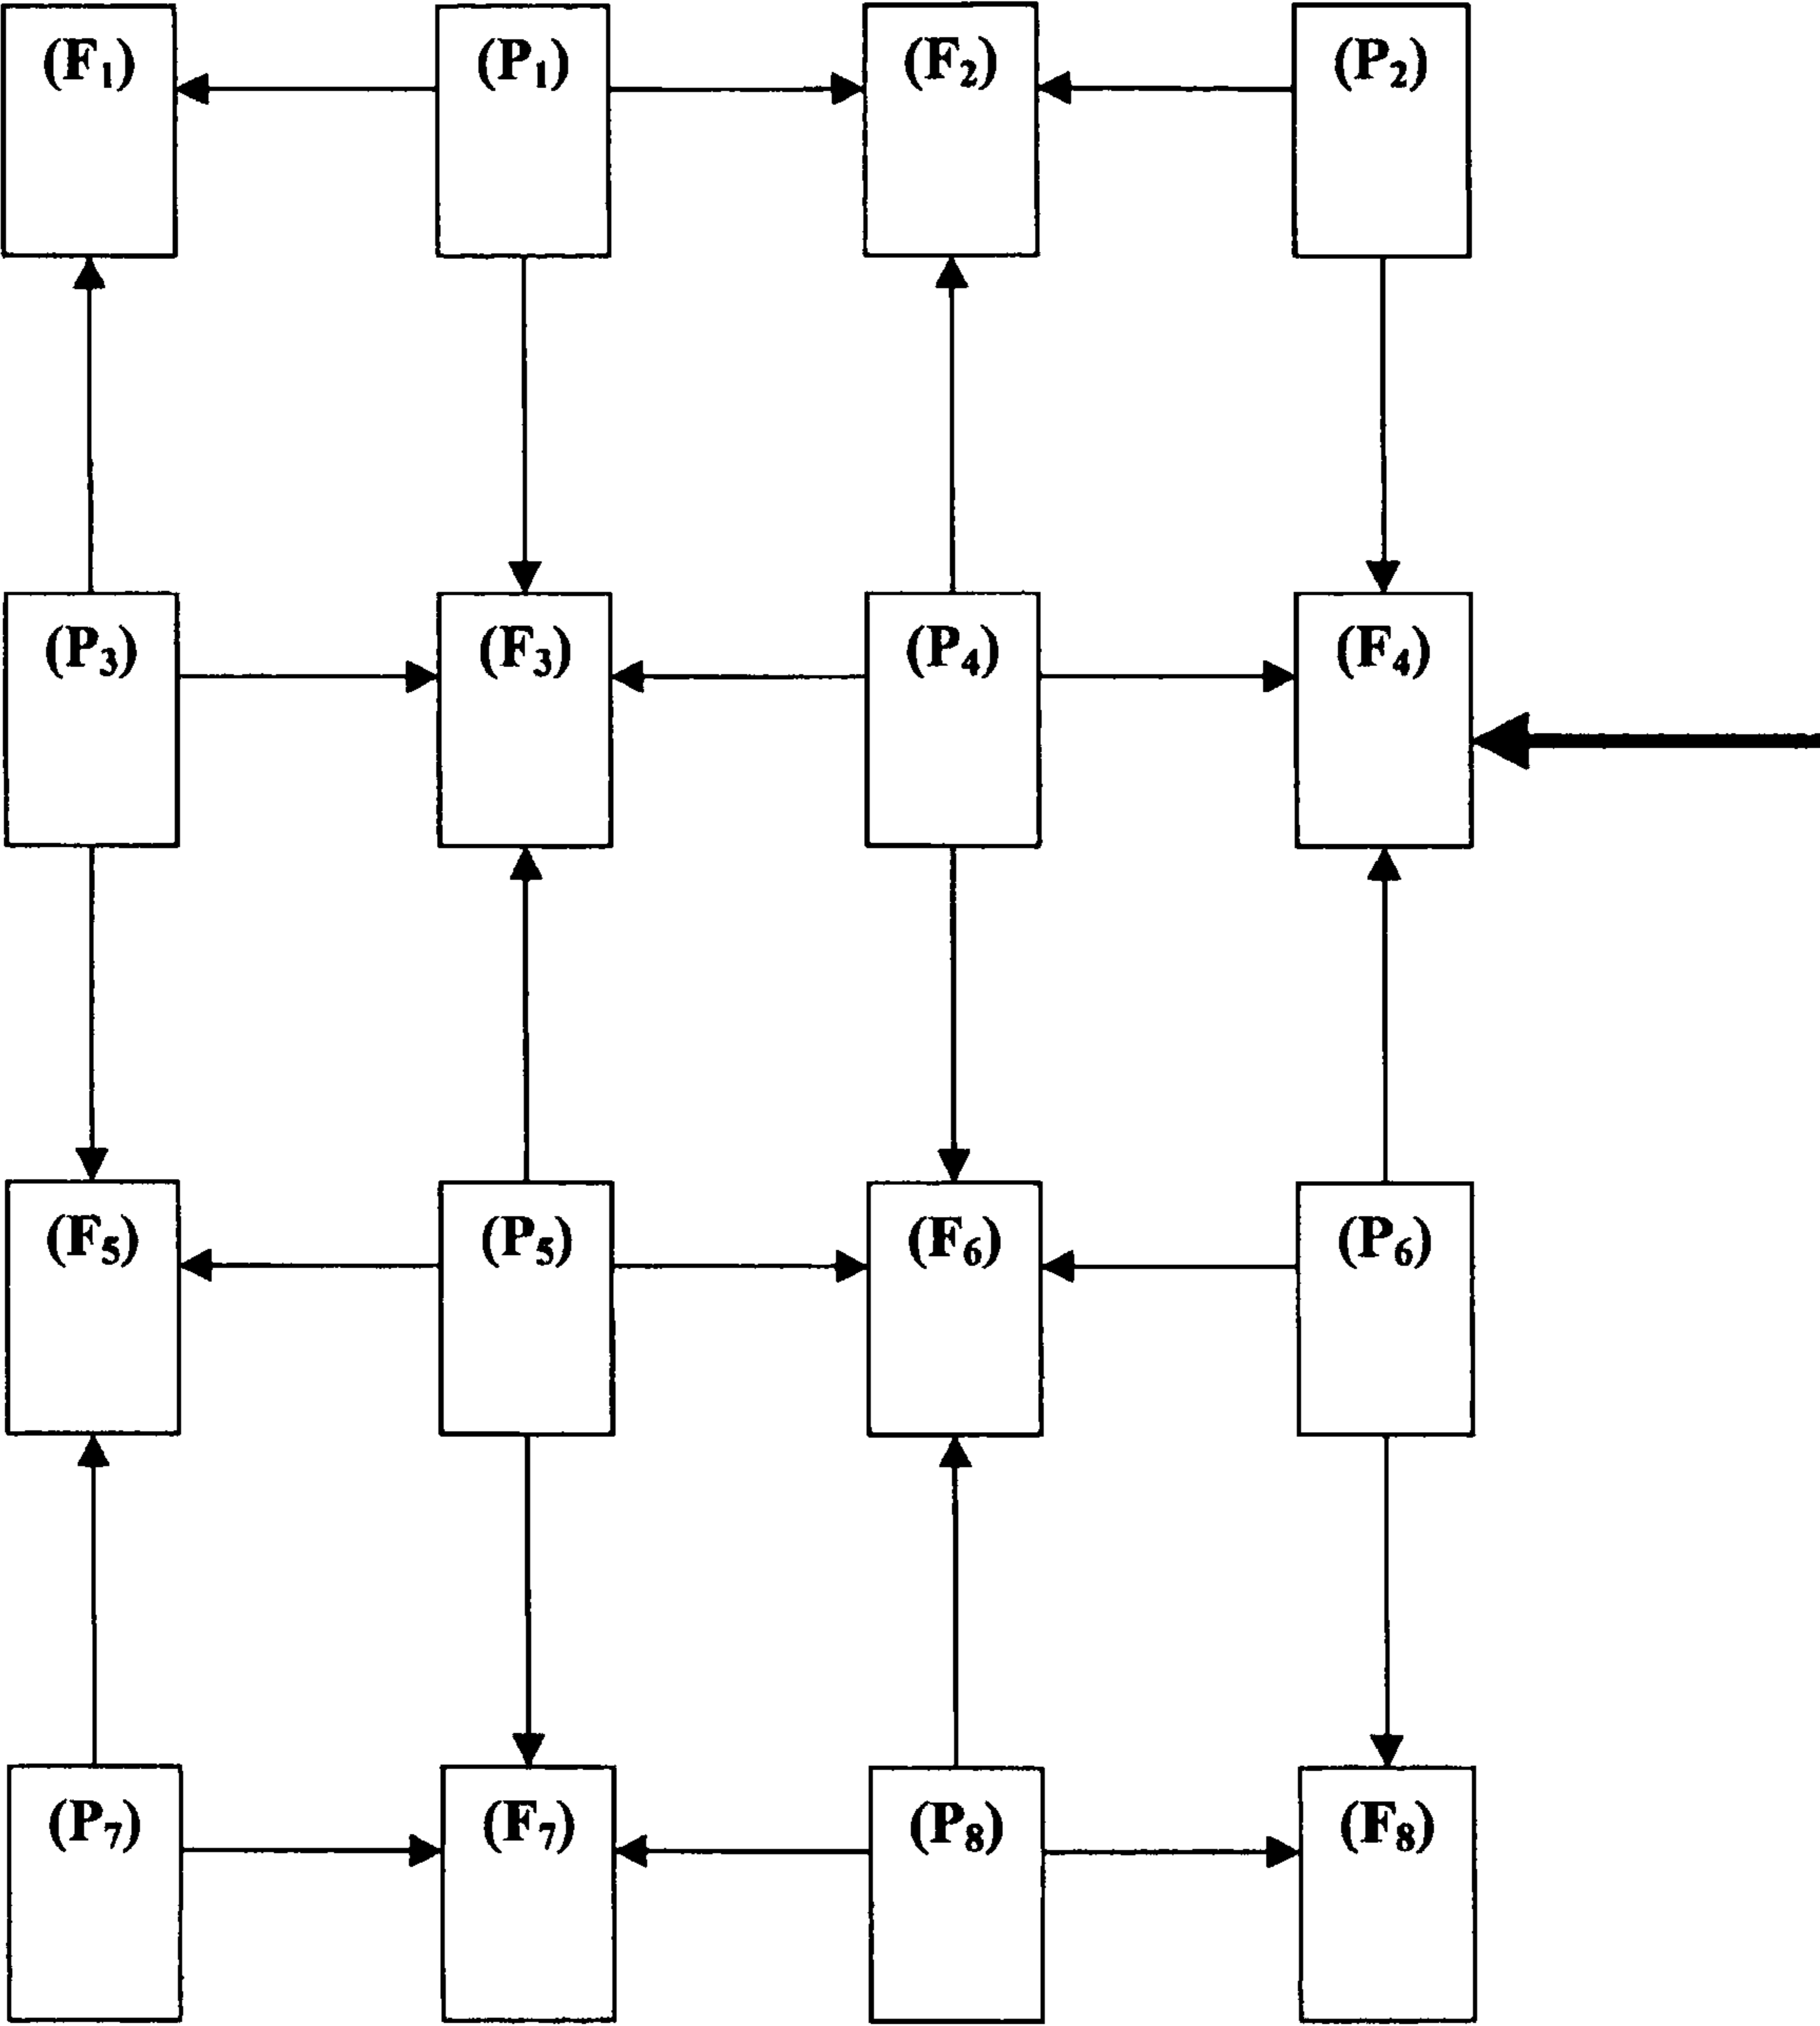 (F₁) (P₁) (F₂) (P₂)
(P₃) (F₃) (P₄) (F₄)
(F₅) (P₅) (F₆) (P₆)
(P₇) (F₇) (P₈) (F₈)